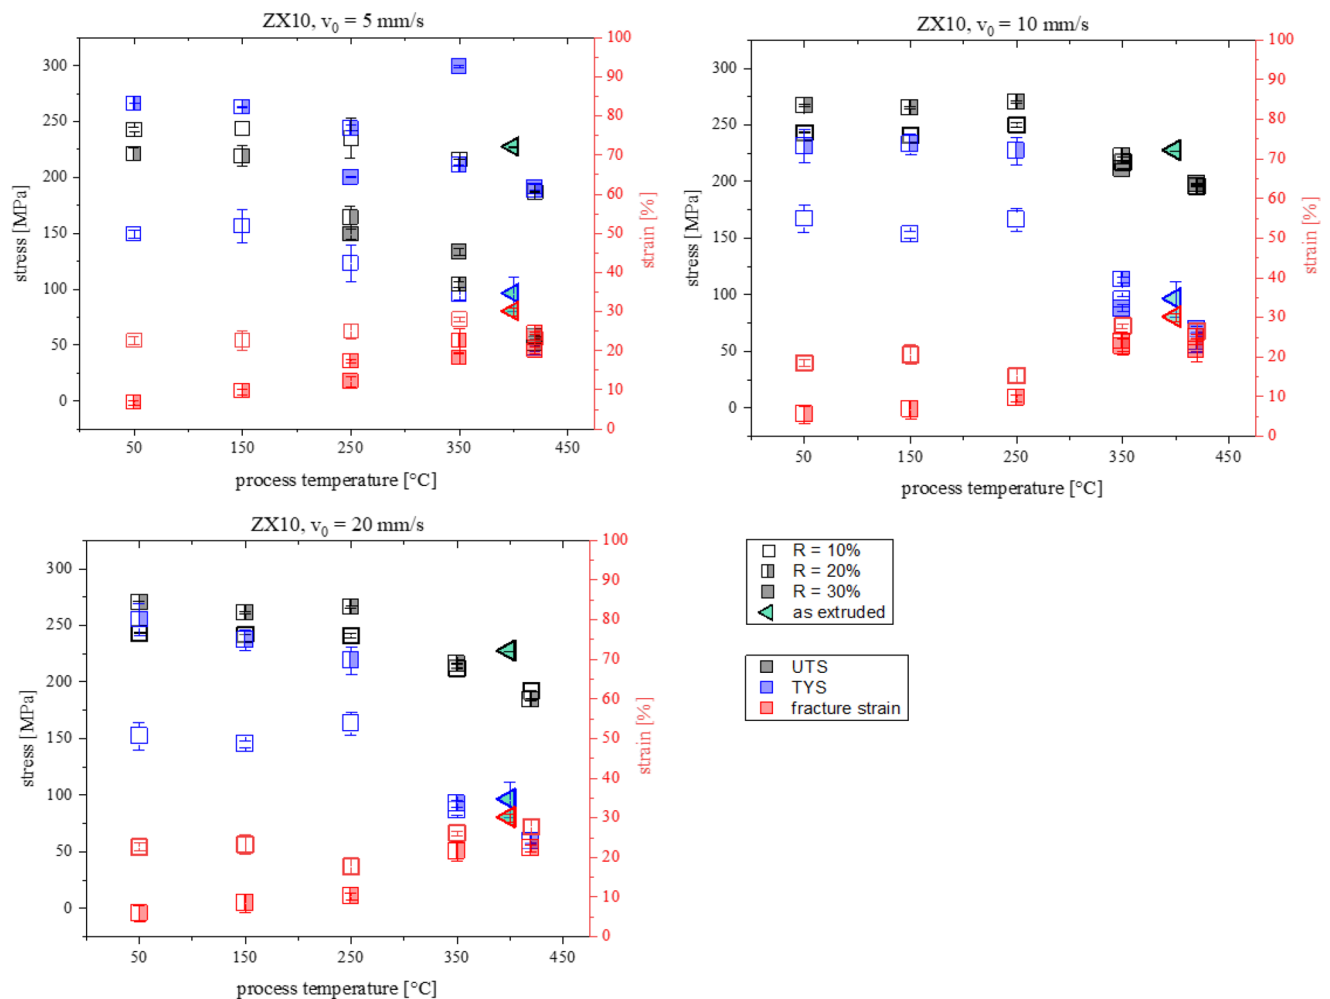 ZX10, v0 = 5 mm/s
300
250
200
150
100
50
0
stress [MPa]
100
90
80
70
60
50
40
30
20
10
0
strain [%]
50 150 250 350 450
process temperature [°C]
ZX10, v0 = 10 mm/s
300
250
200
150
100
50
0
stress [MPa]
100
90
80
70
60
50
40
30
20
10
0
strain [%]
50 150 250 350 450
process temperature [°C]
ZX10, v0 = 20 mm/s
300
250
200
150
100
50
0
stress [MPa]
100
90
80
70
60
50
40
30
20
10
0
strain [%]
50 150 250 350 450
process temperature [°C]
R = 10%
R = 20%
R = 30%
as extruded
UTS
TYS
fracture strain